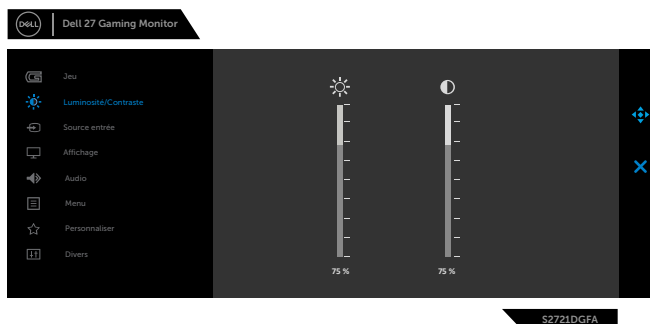 DELL
Dell 27 Gaming Monitor
Jeu
Luminosité/Contraste
Source entrée
Affichage
Audio
Menu
Personnaliser
Divers
75 %
75 %
S2721DGFA